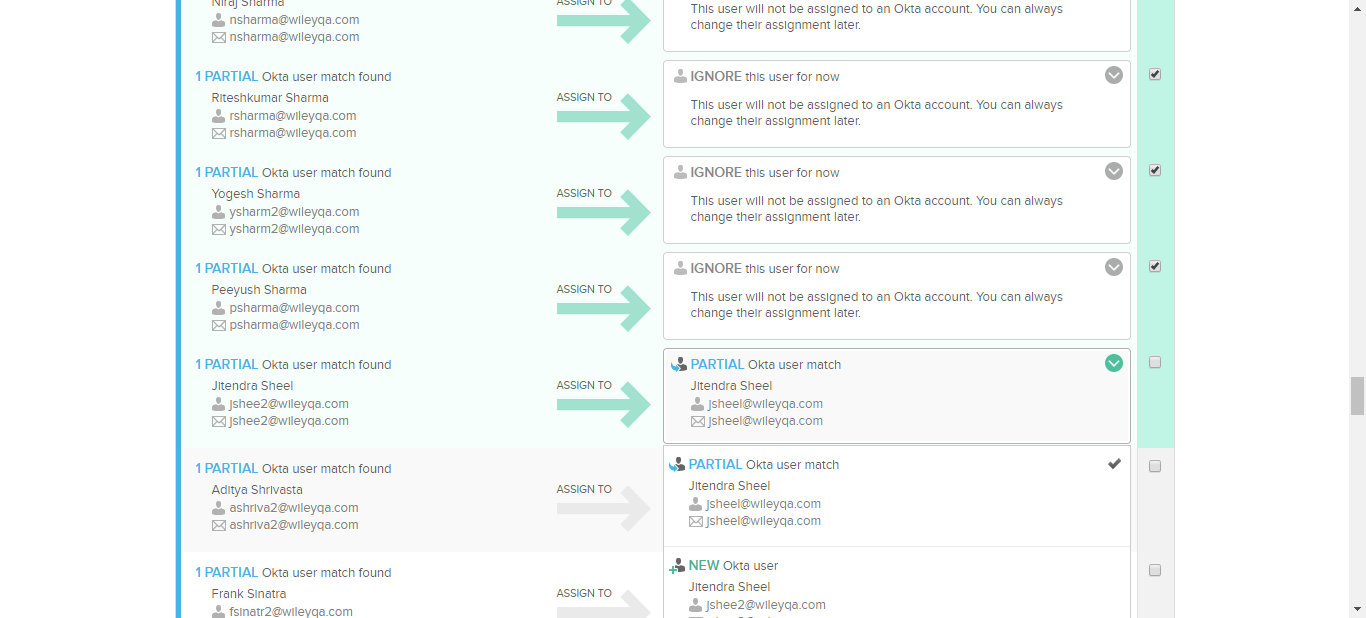 Niraj Sharma
nsharma@wileyqa.com
nsharma@wileyqa.com
ASSIGN TO
This user will not be assigned to an Okta account. You can always
change their assignment later.
1 PARTIAL Okta user match found
Riteshkumar Sharma
rsharma@wileyqa.com
rsharma@wileyqa.com
ASSIGN TO
IGNORE this user for now
This user will not be assigned to an Okta account. You can always
change their assignment later.
1 PARTIAL Okta user match found
Yogesh Sharma
ysharm2@wileyqa.com
ysharm2@wileyqa.com
ASSIGN TO
IGNORE this user for now
This user will not be assigned to an Okta account. You can always
change their assignment later.
1 PARTIAL Okta user match found
Peeyush Sharma
psharma@wileyqa.com
psharma@wileyqa.com
ASSIGN TO
IGNORE this user for now
This user will not be assigned to an Okta account. You can always
change their assignment later.
1 PARTIAL Okta user match found
Jitendra Sheel
jshee2@wileyqa.com
jshee2@wileyqa.com
ASSIGN TO
PARTIAL Okta user match
Jitendra Sheel
jsheel@wileyqa.com
jsheel@wileyqa.com
1 PARTIAL Okta user match found
Aditya Shrivasta
ashriva2@wileyqa.com
ashriva2@wileyqa.com
ASSIGN TO
PARTIAL Okta user match
Jitendra Sheel
jsheel@wileyqa.com
jsheel@wileyqa.com
1 PARTIAL Okta user match found
Frank Sinatra
fsinatr2@wileyqa.com
ASSIGN TO
NEW Okta user
Jitendra Sheel
jshee2@wileyqa.com